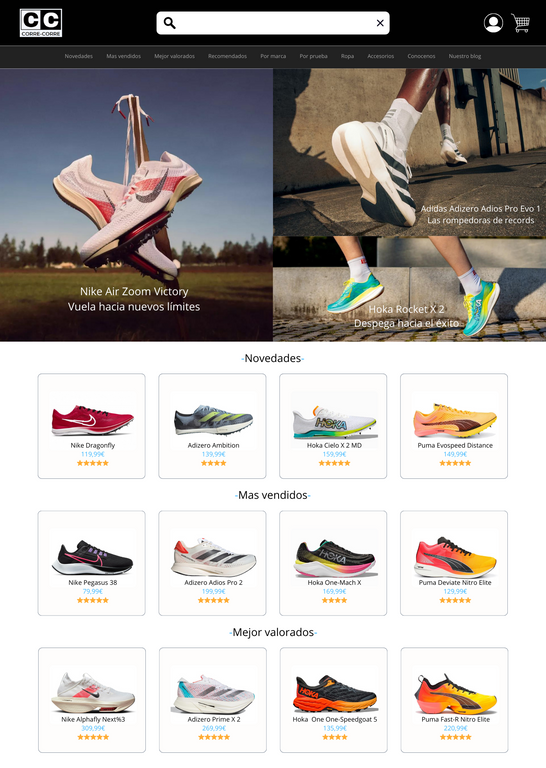 CC
CORRE-CORRE
Novedades
Mas vendidos
Mejor valorados
Recomendados
Por marca
Por prueba
Ropa
Accesorios
Conocenos
Nuestro blog
Nike Air Zoom Victory
Vuela hacia nuevos límites
Adidas Adizero Adios Pro Evo 1
Las rompedoras de records
Hoka Rocket X 2
Despega hacia el éxito
-Novedades-
Nike Dragonfly
119,99€
Adizero Ambition
139,99€
HOKA
Hoka Cielo X 2 MD
159,99€
Puma Evospeed Distance
149,99€
-Mas vendidos-
Nike Pegasus 38
79,99€
Adizero Adios Pro 2
199,99€
HOKA
Hoka One-Mach X
169,99€
Puma Deviate Nitro Elite
129,99€
-Mejor valorados-
Nike Alphafly Next%3
309,99€
Adizero Prime X 2
269,99€
HOKA
Hoka One One-Speedgoat 5
135,99€
Puma Fast-R Nitro Elite
220,99€